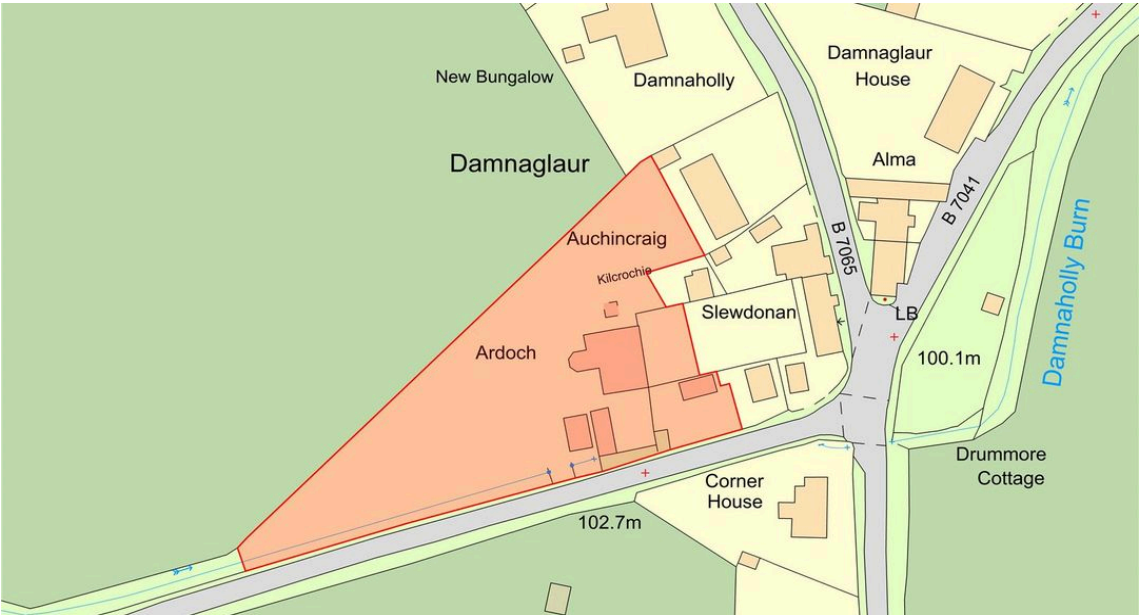 Damnaglaur
House
New Bungalow
Damnaholly
Damnaglaur
Alma
B 7041
Auchincraig
B 7065
Kilcrochie
Damnaholly Burn
Slewdonan
LB
Ardoch
100.1m
Drummore
Cottage
Corner
House
102.7m